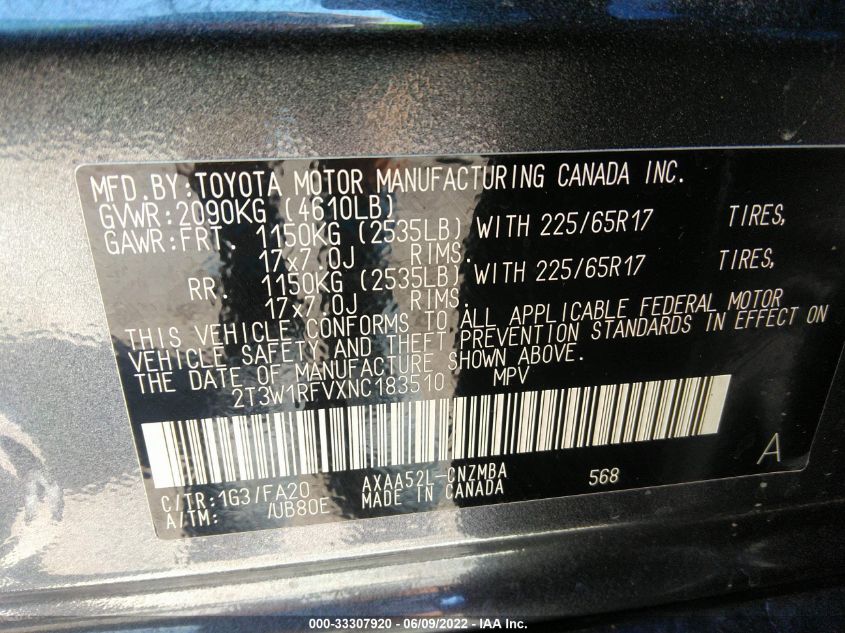 MFD.BY:TOYOTA MOTOR MANUFACTURING CANADA INC.
GVWR:2090KG (4610LB)
GAWR:FRT. 1150KG (2535LB) WITH 225/65R17 TIRES,
17x7.0J RIMS.
RR. 1150KG (2535LB) WITH 225/65R17 TIRES,
17x7.0J RIMS.
THIS VEHICLE CONFORMS TO ALL APPLICABLE FEDERAL MOTOR
VEHICLE SAFETY AND THEFT PREVENTION STANDARDS IN EFFECT ON
THE DATE OF MANUFACTURE SHOWN ABOVE.
2T3W1RFVXNC183510 MPV
C/TR:1G3/FA20 AXAA52L-CNZMBA 568 A
A/TM: /UB80E MADE IN CANADA
000-33307920 - 06/09/2022 - IAA Inc.